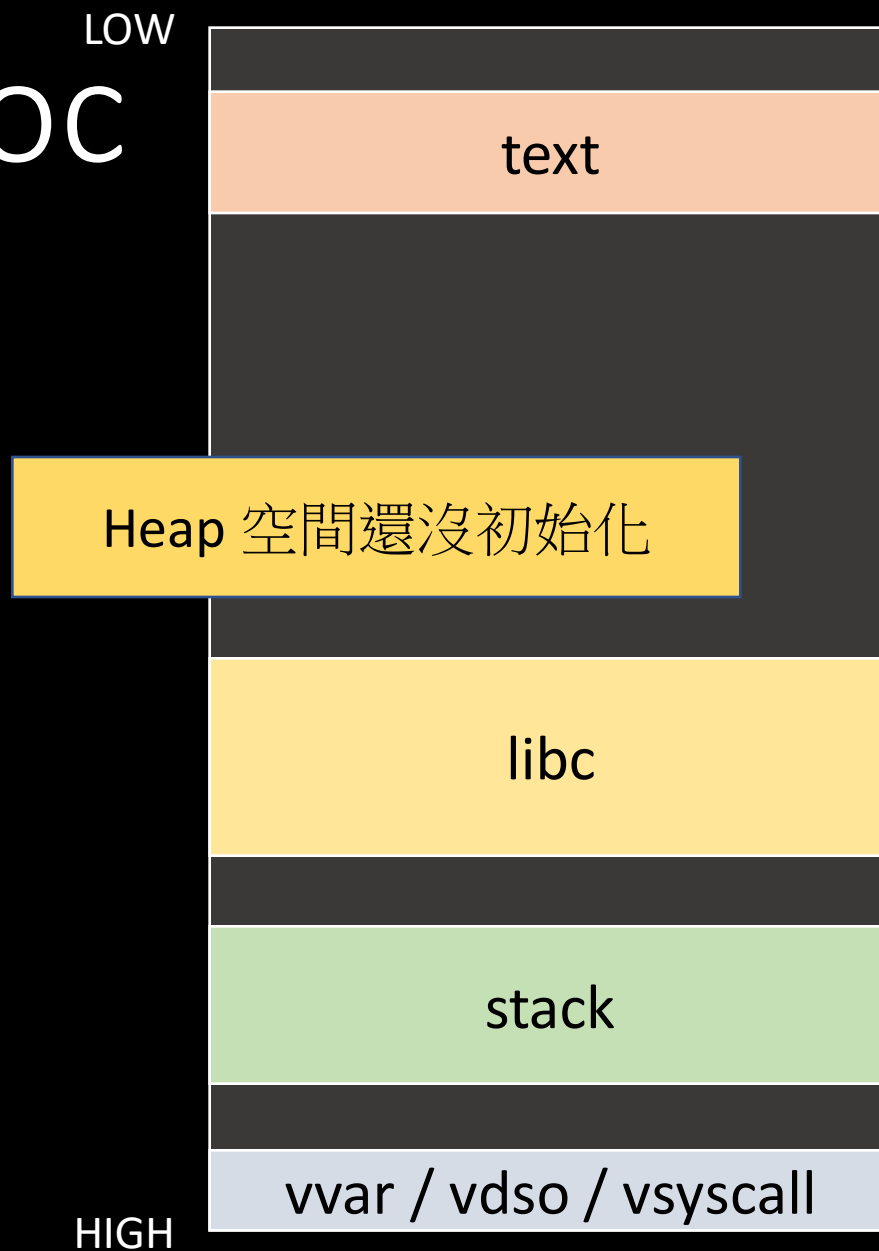 LOW
OC
text
Heap 空間還沒初始化
libc
stack
vvar / vdso / vsyscall
HIGH